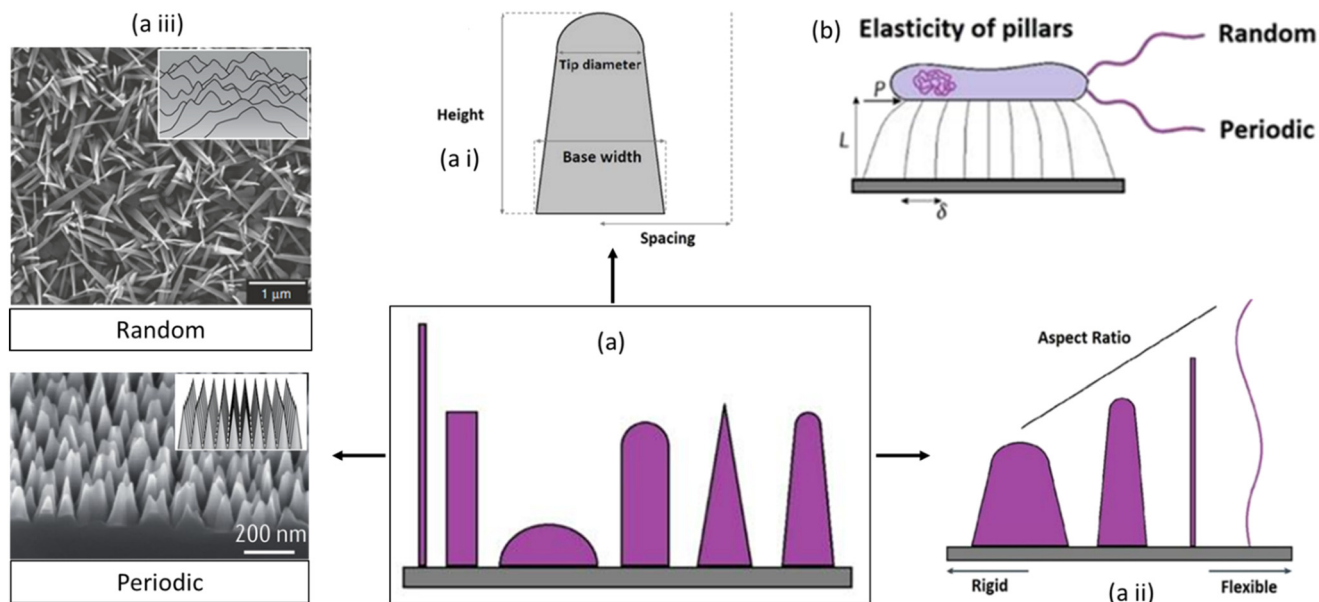 (a iii)
1 μm
Random
200 nm
Periodic
Tip diameter
Height
(a i)
Base width
Spacing
(a)
(b) Elasticity of pillars
Random
Periodic
P
L
δ
Aspect Ratio
Rigid
(a ii)
Flexible